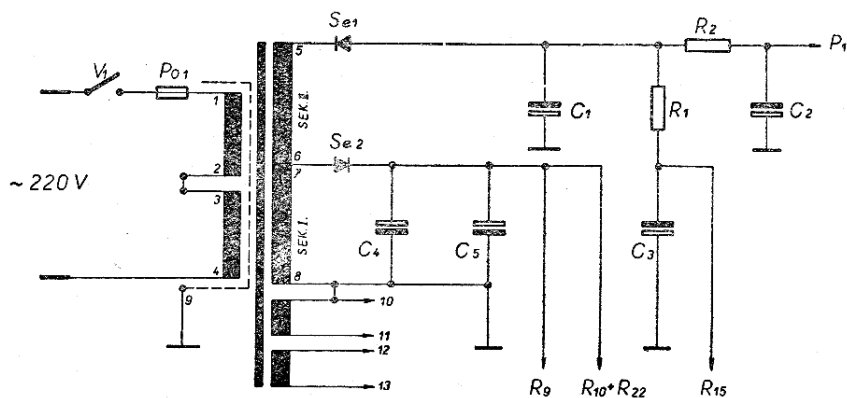 Se1
5
R2
P1
V1
Po1
1
SEK.II.
C1
R1
C2
2
6
7
Se2
~220V
3
SEK.I.
C4
C5
C3
4
8
9
10
11
12
13
R9
R10+R22
R15